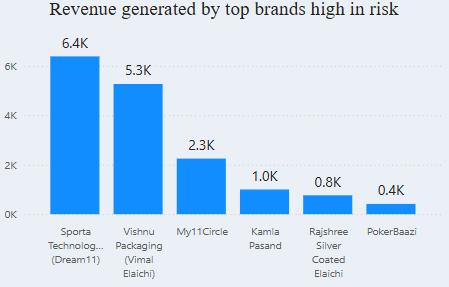 Revenue generated by top brands high in risk
6K
4K
2K
0K
6.4K
5.3K
2.3K
1.0K
0.8K
0.4K
Sporta
Technolog...
(Dream11)
Vishnu
Packaging
(Vimal
Elaichi)
My11Circle
Kamla
Pasand
Rajshree
Silver
Coated
Elaichi
PokerBaazi